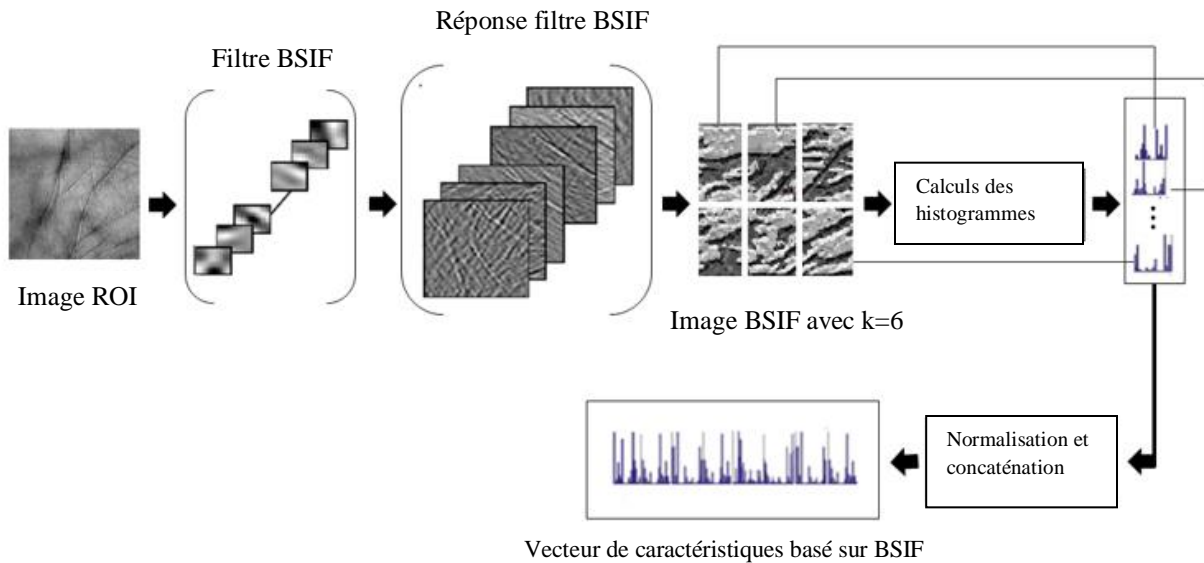 Réponse filtre BSIF
Filtre BSIF
Image ROI
Image BSIF avec k=6
Calculs des
histogrammes
Normalisation et
concaténation
Vecteur de caractéristiques basé sur BSIF